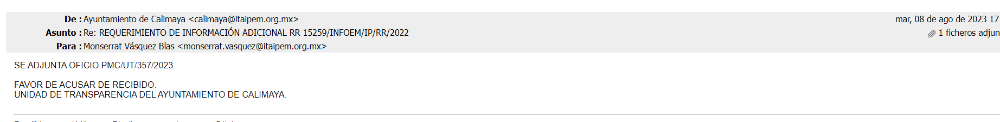 De : Ayuntamiento de Calimaya <calimaya@itaipem.org.mx> mar, 08 de ago de 2023 17
Asunto : Re: REQUERIMIENTO DE INFORMACIÓN ADICIONAL RR 15259/INFOEM/IP/RR/2022 1 ficheros adjun
Para : Monserrat Vásquez Blas <monserrat.vasquez@itaipem.org.mx>
SE ADJUNTA OFICIO PMC/UT/357/2023.
FAVOR DE ACUSAR DE RECIBIDO.
UNIDAD DE TRANSPARENCIA DEL AYUNTAMIENTO DE CALIMAYA.